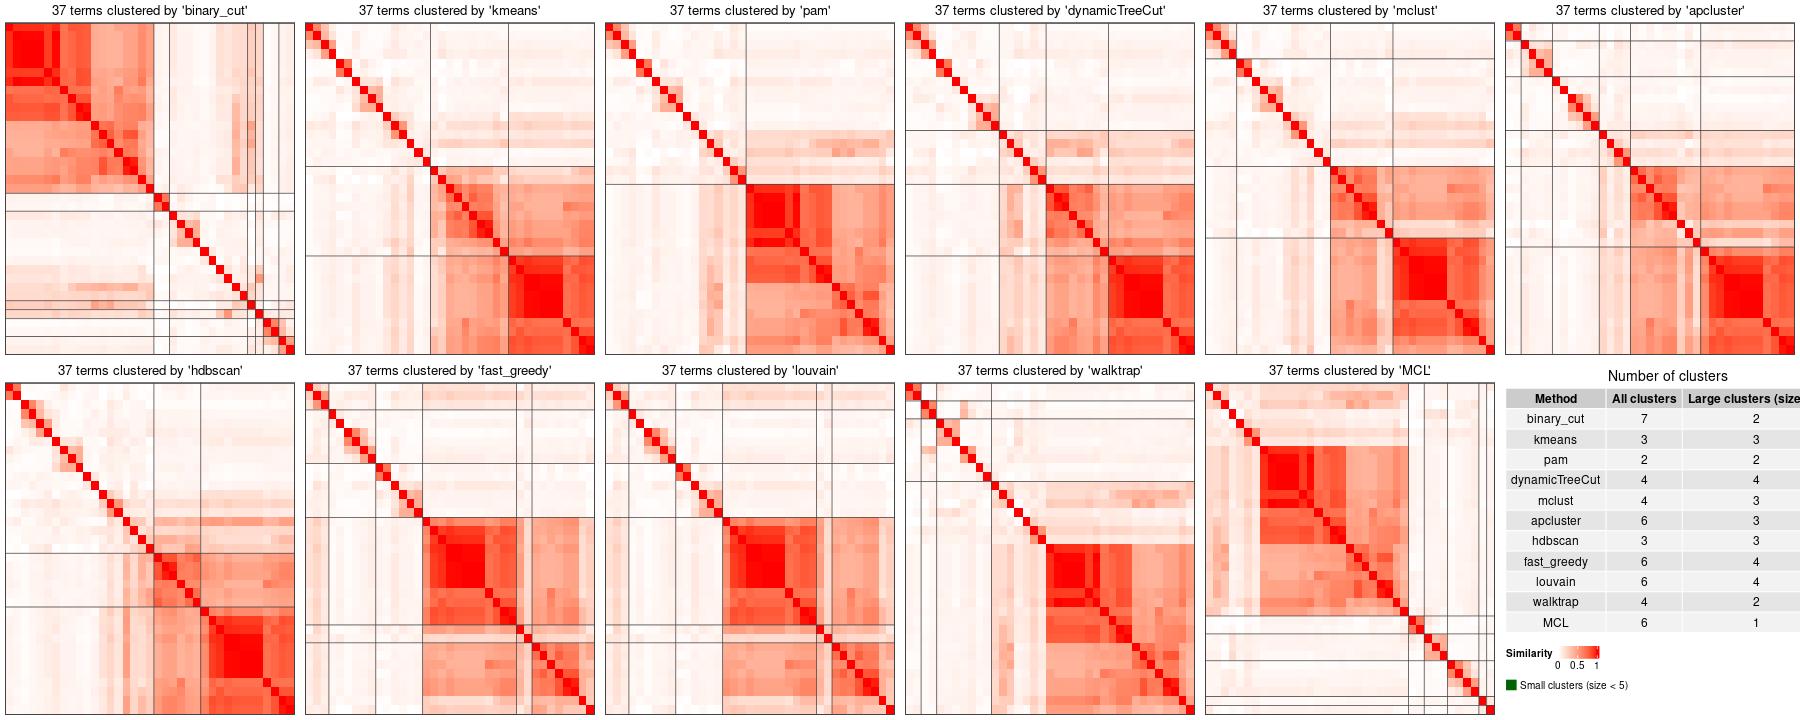 37 terms clustered by 'binary_cut'
37 terms clustered by 'kmeans'
37 terms clustered by 'pam'
37 terms clustered by 'dynamicTreeCut'
37 terms clustered by 'mclust'
37 terms clustered by 'apcluster'
37 terms clustered by 'hdbscan'
37 terms clustered by 'fast_greedy'
37 terms clustered by 'louvain'
37 terms clustered by 'walktrap'
37 terms clustered by 'MCL'
Number of clusters
Method All clusters Large clusters (size
binary_cut 7 2
kmeans 3 3
pam 2 2
dynamicTreeCut 4 4
mclust 4 3
apcluster 6 3
hdbscan 3 3
fast_greedy 6 4
louvain 6 4
walktrap 4 2
MCL 6 1
Similarity
0 0.5 1
Small clusters (size < 5)